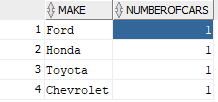 MAKE NUMBEROFCARS
1 Ford 1
2 Honda 1
3 Toyota 1
4 Chevrolet 1